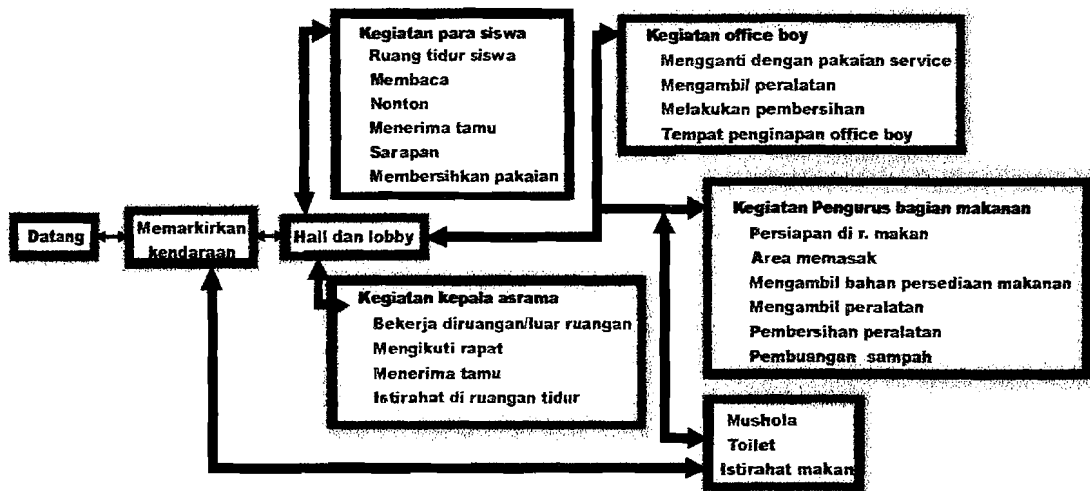 Kegiatan para siswa
Ruang tidur siswa
Membaca
Nonton
Menerima tamu
Sarapan
Membersihkan pakaian
Kegiatan office boy
Mengganti dengan pakaian service
Mengambil peralatan
Melakukan pembersihan
Tempat penginapan office boy
Datang
Memarkirkan
kendaraan
Hall dan lobby
Kegiatan Pengurus bagian makanan
Persiapan di r. makan
Area memasak
Mengambil bahan persediaan makanan
Mengambil peralatan
Pembersihan peralatan
Pembuangan sampah
Kegiatan kepala asrama
Bekerja diruangan/luar ruangan
Mengikuti rapat
Menerima tamu
Istirahat di ruangan tidur
Mushola
Toilet
Istirahat makan